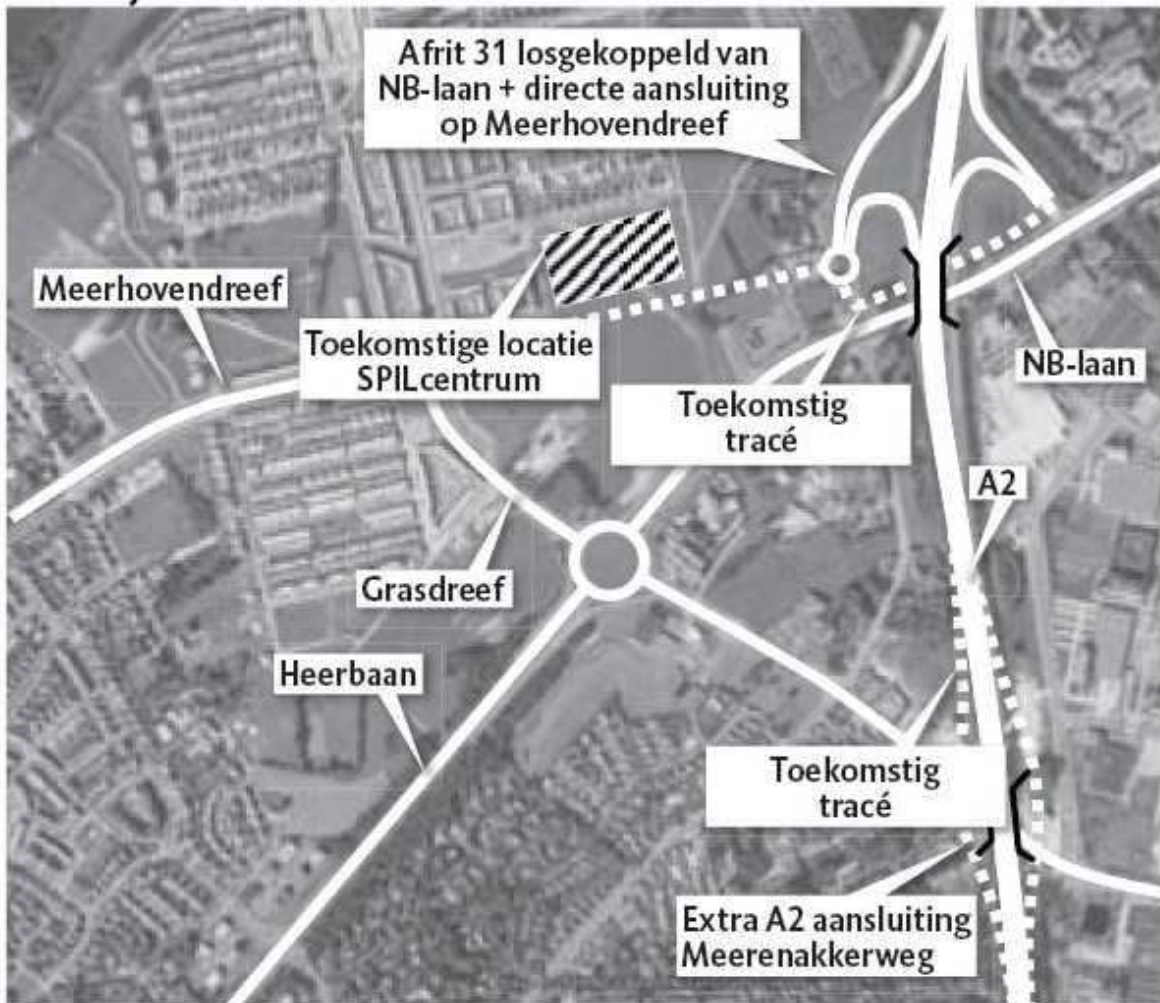 Afrit 31 losgekoppeld van
NB-laan + directe aansluiting
op Meerhovendreef
Meerhovendreef
Toekomstige locatie
SPILcentrum
NB-laan
Toekomstig
tracé
A2
Grasdreef
Heerbaan
Toekomstig
tracé
Extra A2 aansluiting
Meerenakkerweg